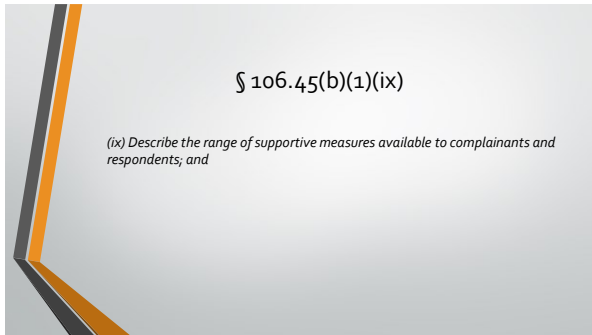 § 106.45(b)(1)(ix)
(ix) Describe the range of supportive measures available to complainants and
respondents; and